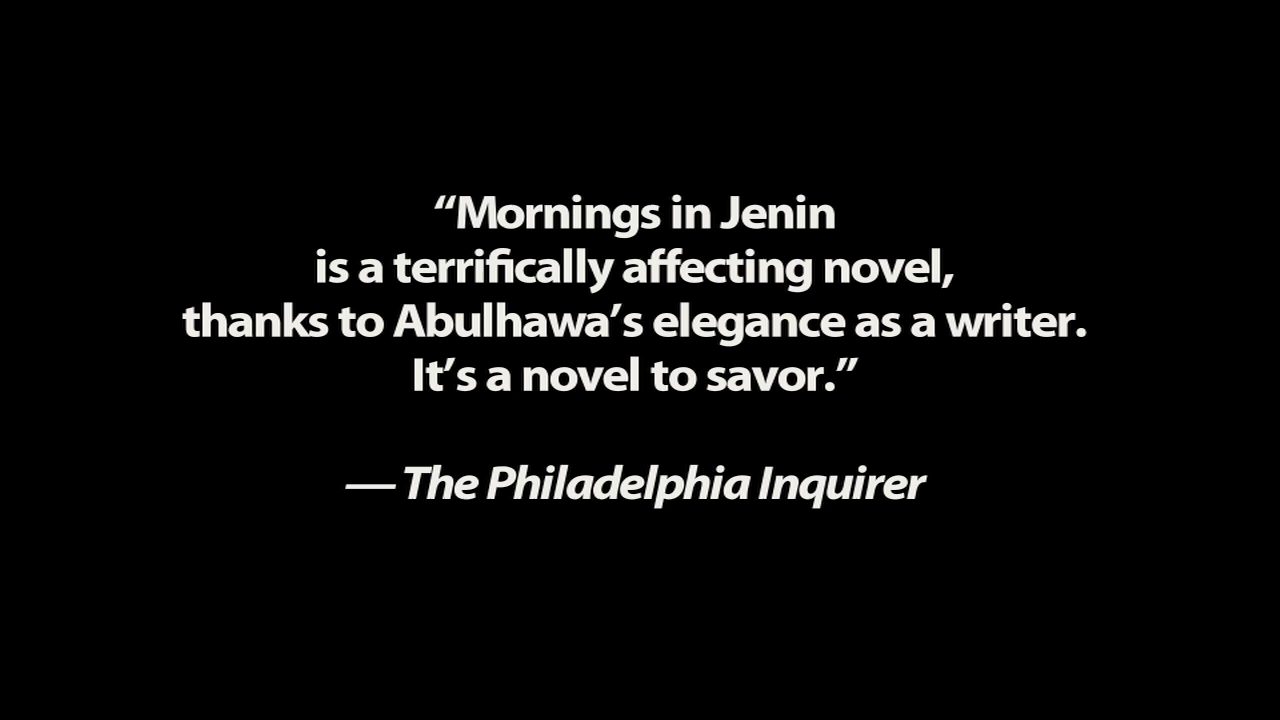 “Mornings in Jenin
is a terrifically affecting novel,
thanks to Abulhawa’s elegance as a writer.
It’s a novel to savor.”
— The Philadelphia Inquirer